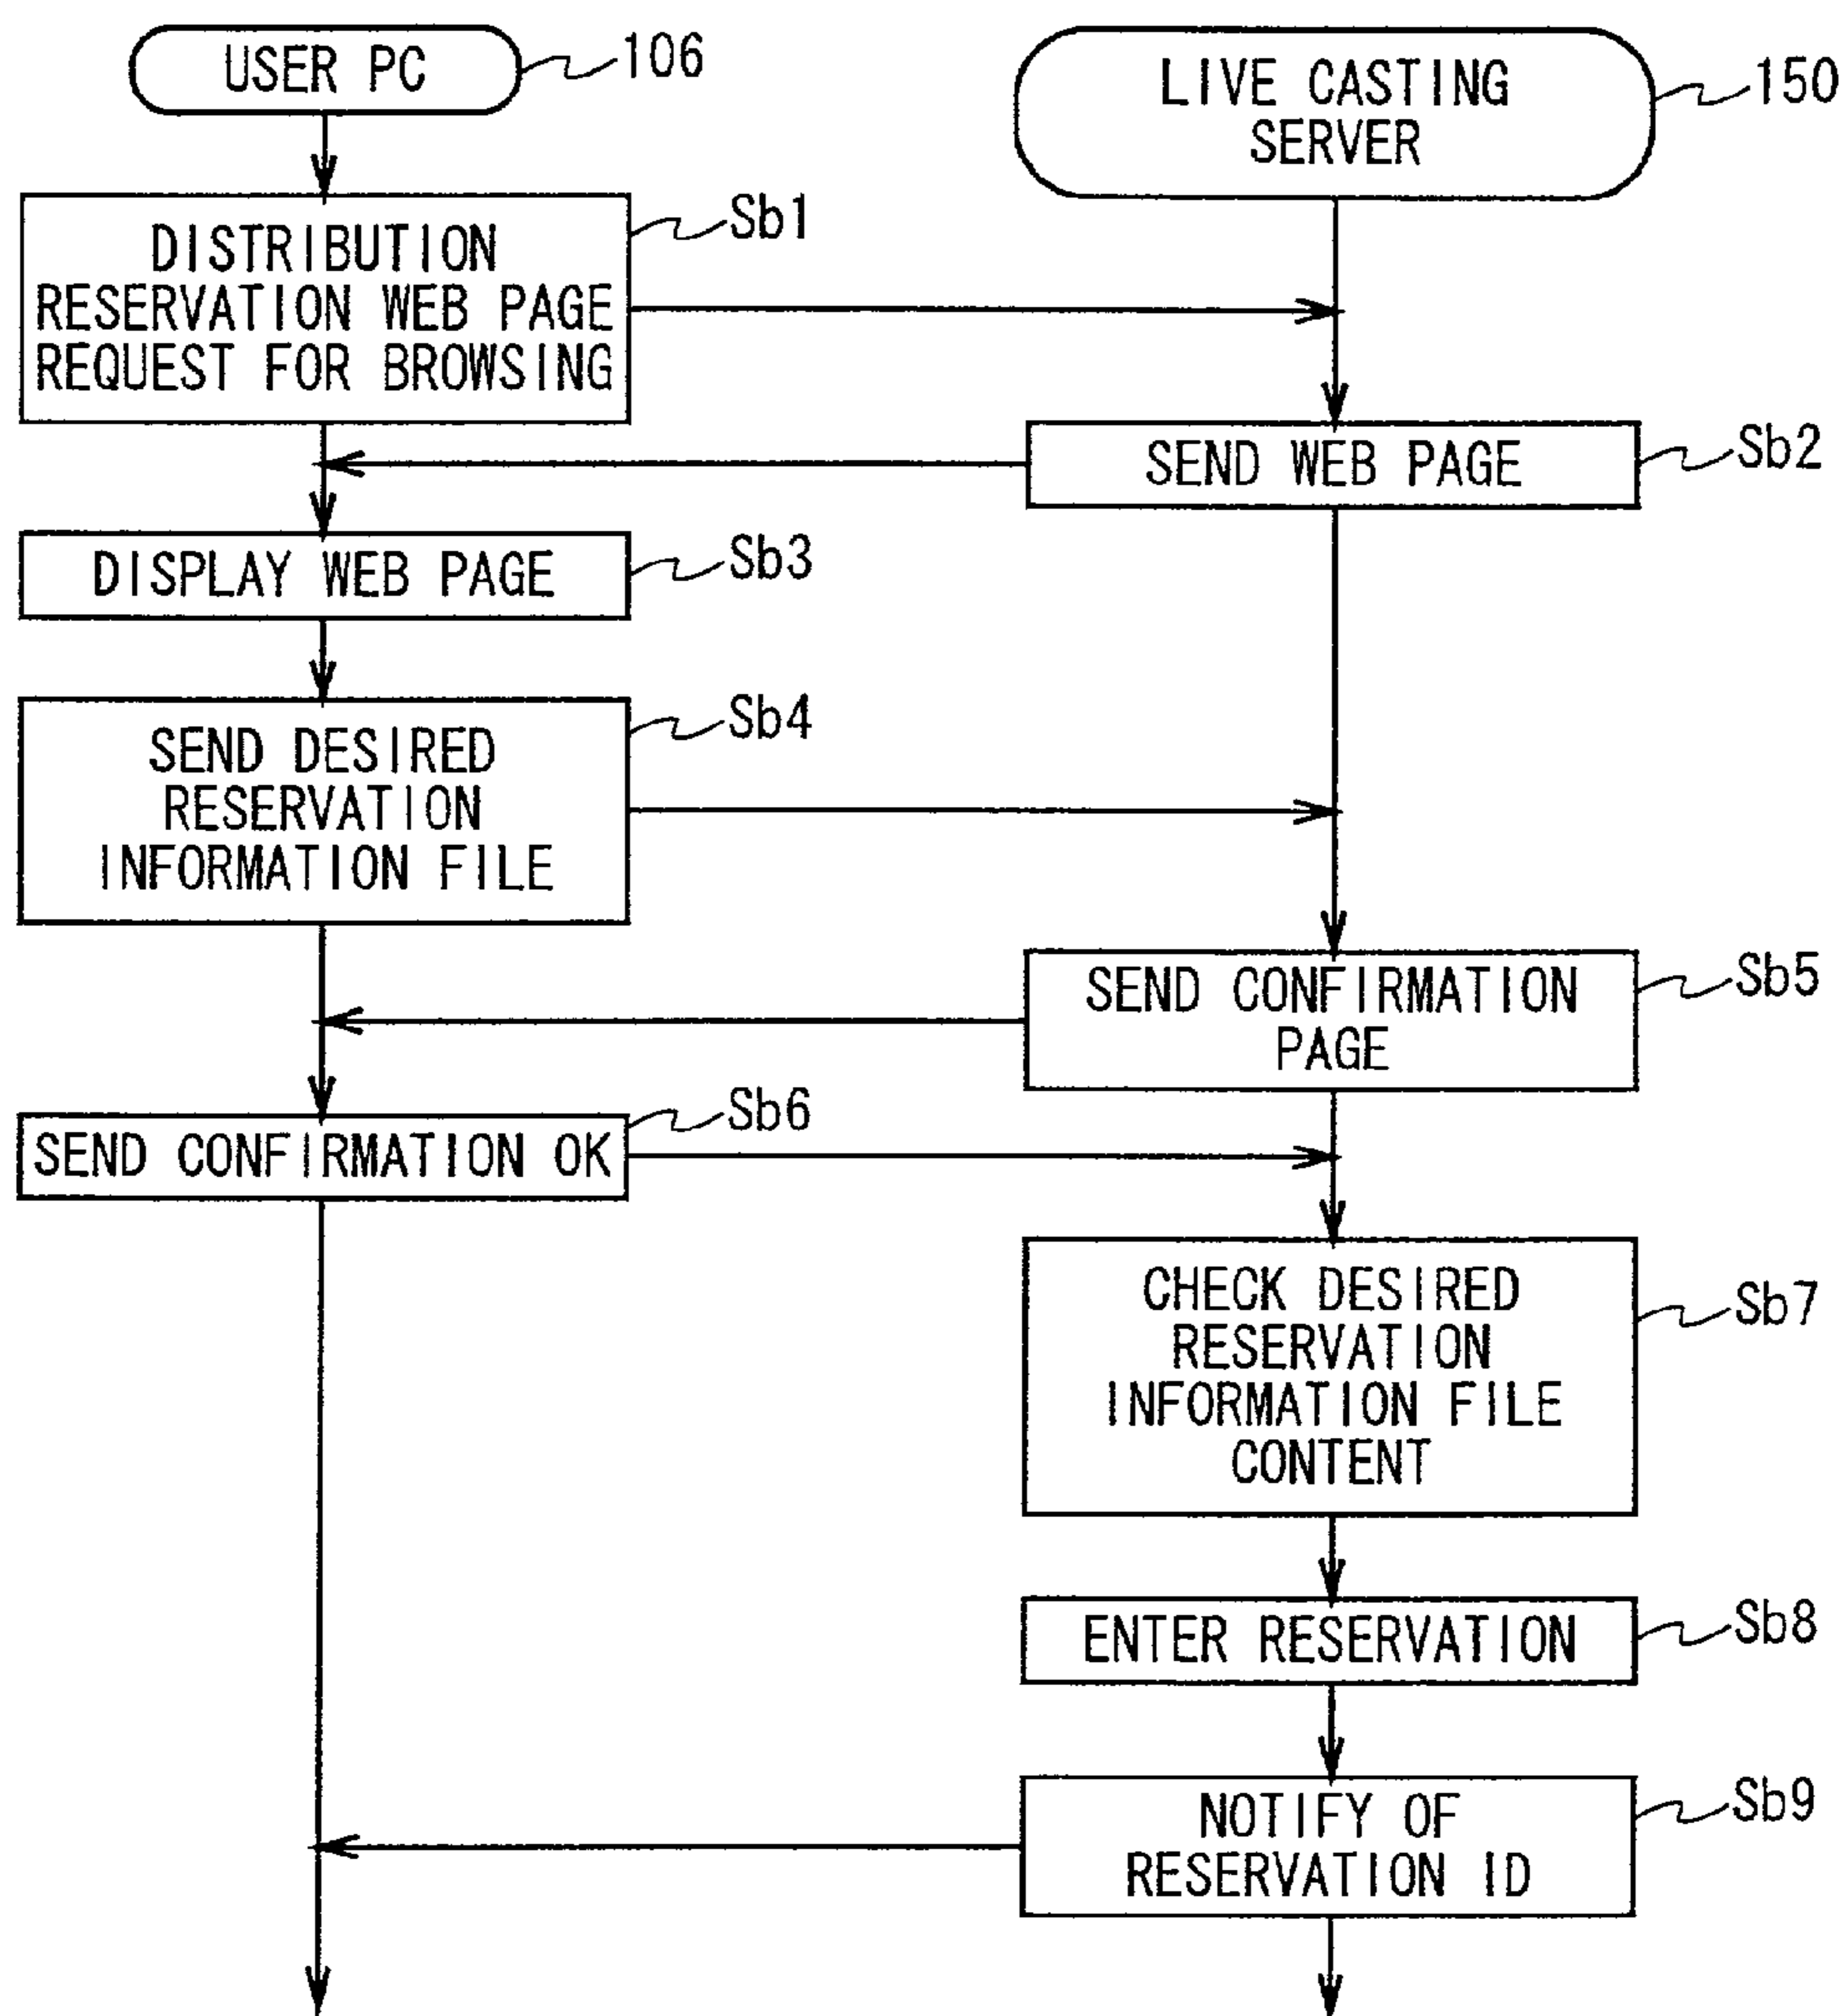 USER PC
106
LIVE CASTING
SERVER
150
DISTRIBUTION
RESERVATION WEB PAGE
REQUEST FOR BROWSING
Sb1
SEND WEB PAGE
Sb2
DISPLAY WEB PAGE
Sb3
SEND DESIRED
RESERVATION
INFORMATION FILE
Sb4
SEND CONFIRMATION
PAGE
Sb5
SEND CONFIRMATION OK
Sb6
CHECK DESIRED
RESERVATION
INFORMATION FILE
CONTENT
Sb7
ENTER RESERVATION
Sb8
NOTIFY OF
RESERVATION ID
Sb9